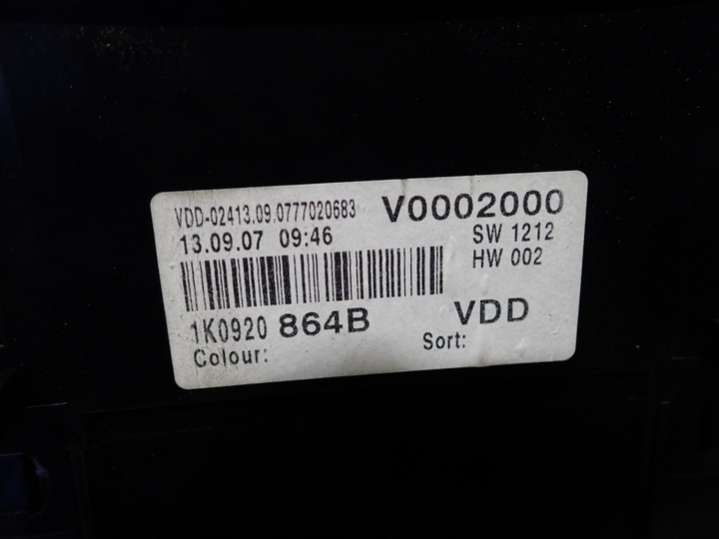 VDD-02413.09.0777020683 V0002000
13.09.07 09:46 SW 1212
HW 002
1K0920 864B VDD
Colour: Sort: